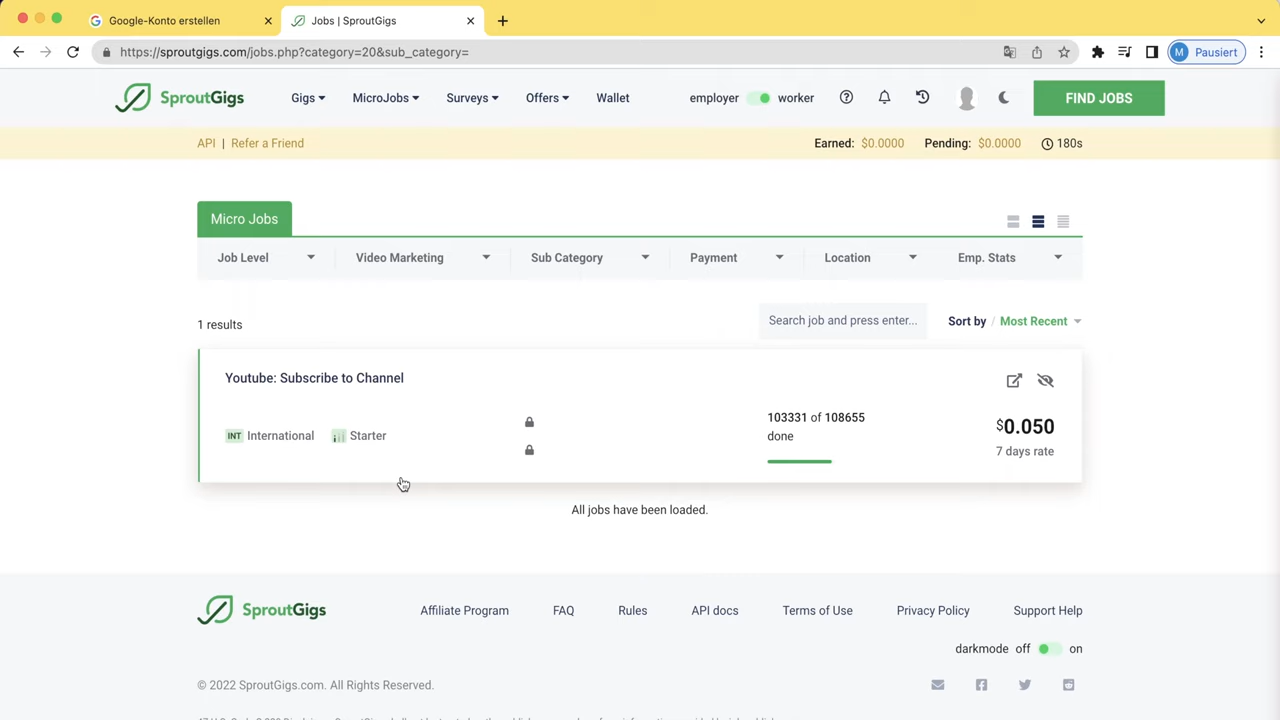 Google-Konto erstellen
Jobs | SproutGigs
https://sproutgigs.com/jobs.php?category=20&sub_category=
M Pausiert
SproutGigs
Gigs
MicroJobs
Surveys
Offers
Wallet
employer
worker
FIND JOBS
API | Refer a Friend
Earned: $0.0000
Pending: $0.0000
180s
Micro Jobs
Job Level
Video Marketing
Sub Category
Payment
Location
Emp. Stats
1 results
Search job and press enter...
Sort by / Most Recent
Youtube: Subscribe to Channel
INT International
Starter
103331 of 108655
done
$0.050
7 days rate
All jobs have been loaded.
SproutGigs
Affiliate Program
FAQ
Rules
API docs
Terms of Use
Privacy Policy
Support Help
darkmode off on
© 2022 SproutGigs.com. All Rights Reserved.